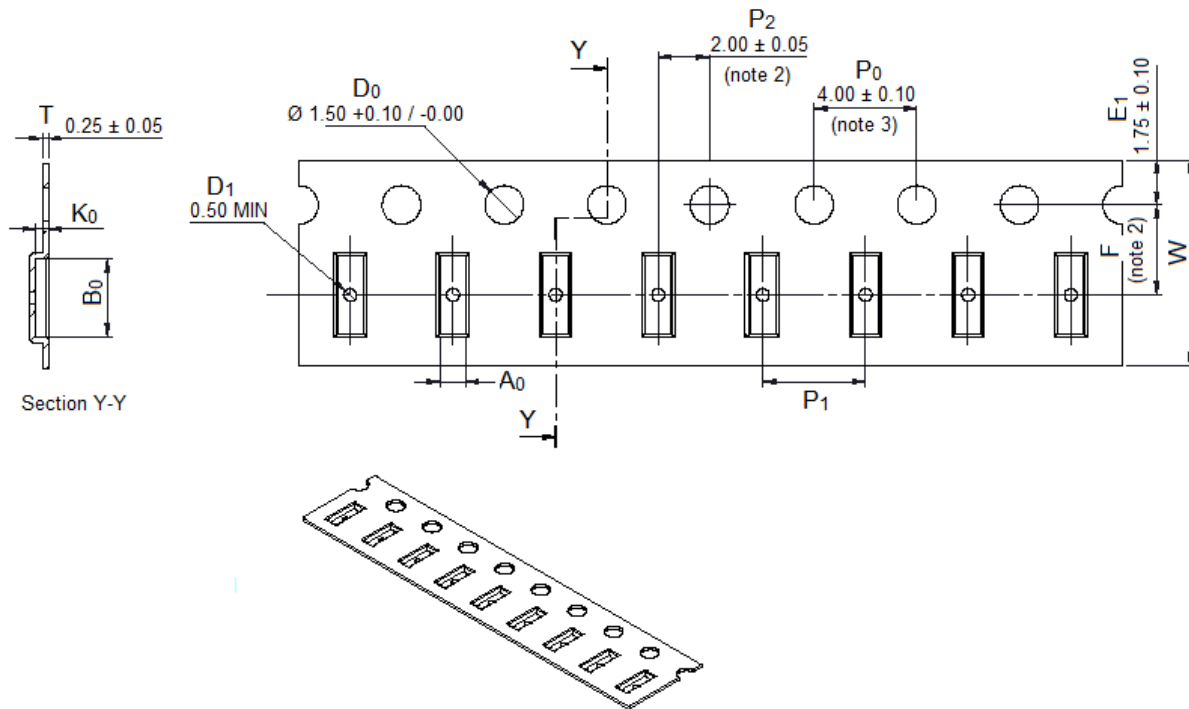 P2
2.00 ± 0.05
(note 2)
Y
D0
Ø 1.50 +0.10 / -0.00
P0
4.00 ± 0.10
(note 3)
E1
1.75 ± 0.10
T
0.25 ± 0.05
D1
0.50 MIN
K0
B0
F
(note 2)
W
A0
P1
Y
Section Y-Y